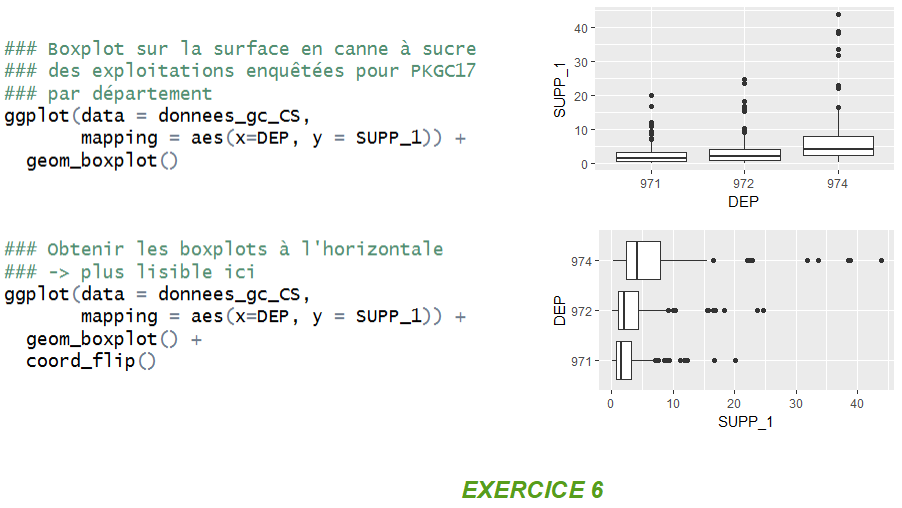 ### Boxplot sur la surface en canne à sucre
### des exploitations enquêtées pour PKGC17
### par département
ggplot(data = donnees_gc_CS,
mapping = aes(x=DEP, y = SUPP_1)) +
geom_boxplot()
SUPP_1
40
30
20
10
0
971 972 974
DEP
### Obtenir les boxplots à l'horizontale
### -> plus lisible ici
ggplot(data = donnees_gc_CS,
mapping = aes(x=DEP, y = SUPP_1)) +
geom_boxplot() +
coord_flip()
DEP
974
972
971
0 10 20 30 40
SUPP_1
EXERCICE 6